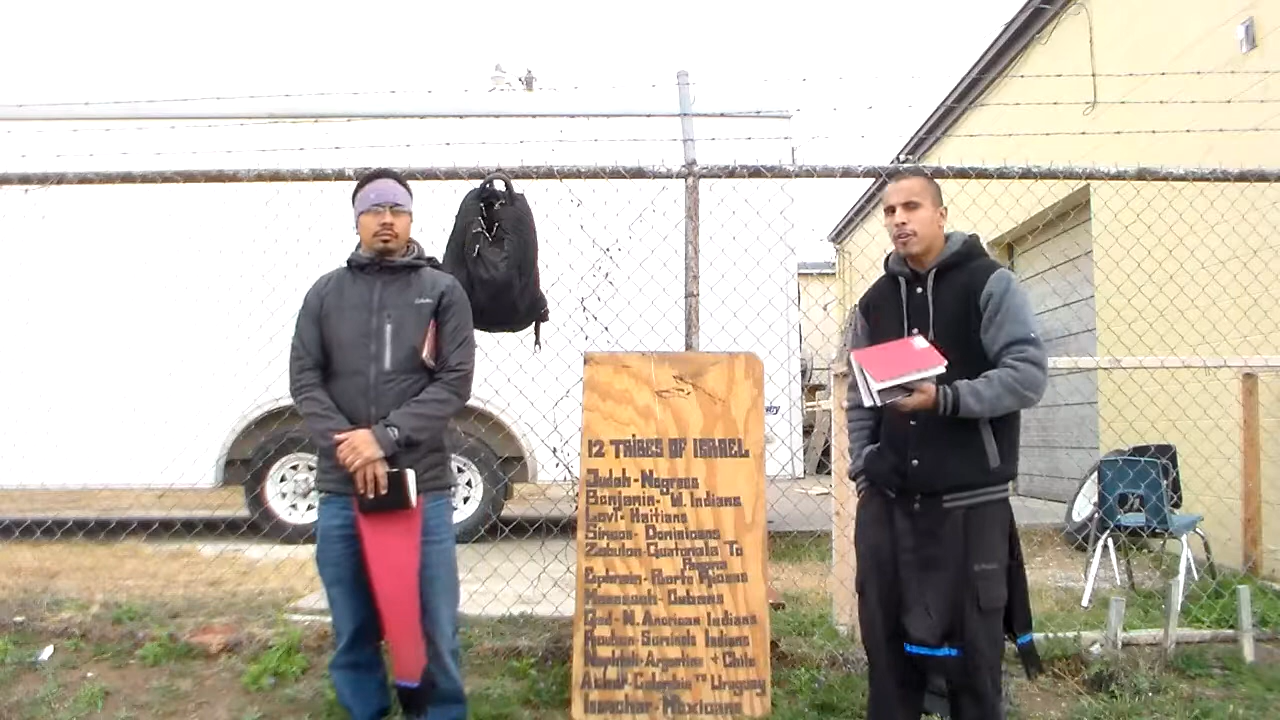 12 TRIBES OF ISRAEL
Judah-Negroes
Benjamin-W. Indians
Levi-Haitians
Simeon-Dominicans
Zebulon-Guatemala To
Panama
Ephraim-Puerto Ricans
Manasseh-Cubans
Gad-N. American Indians
Reuben-Seminole Indians
Naphtali-Argentina + Chile
Asher-Colombia TO Uruguay
Issachar-Mexicans